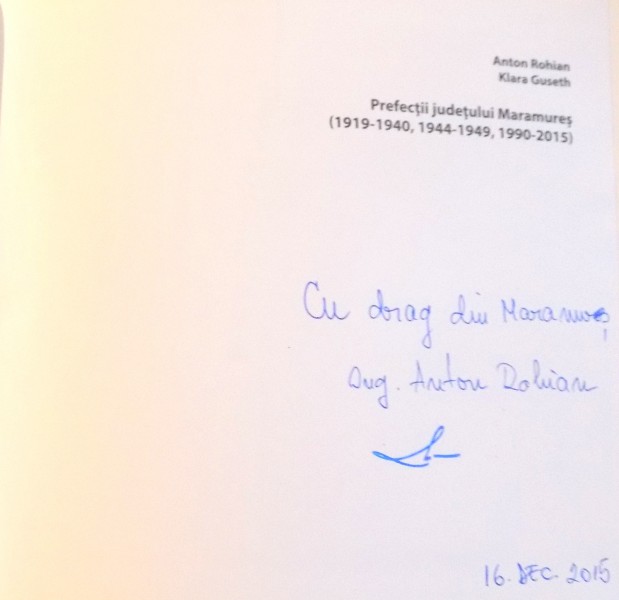 Anton Rohian
Klara Guseth
Prefecții județului Maramureș
(1919-1940, 1944-1949, 1990-2015)
Cu drag din Maramureș
Ing. Anton Rohian
16. DEC. 2015